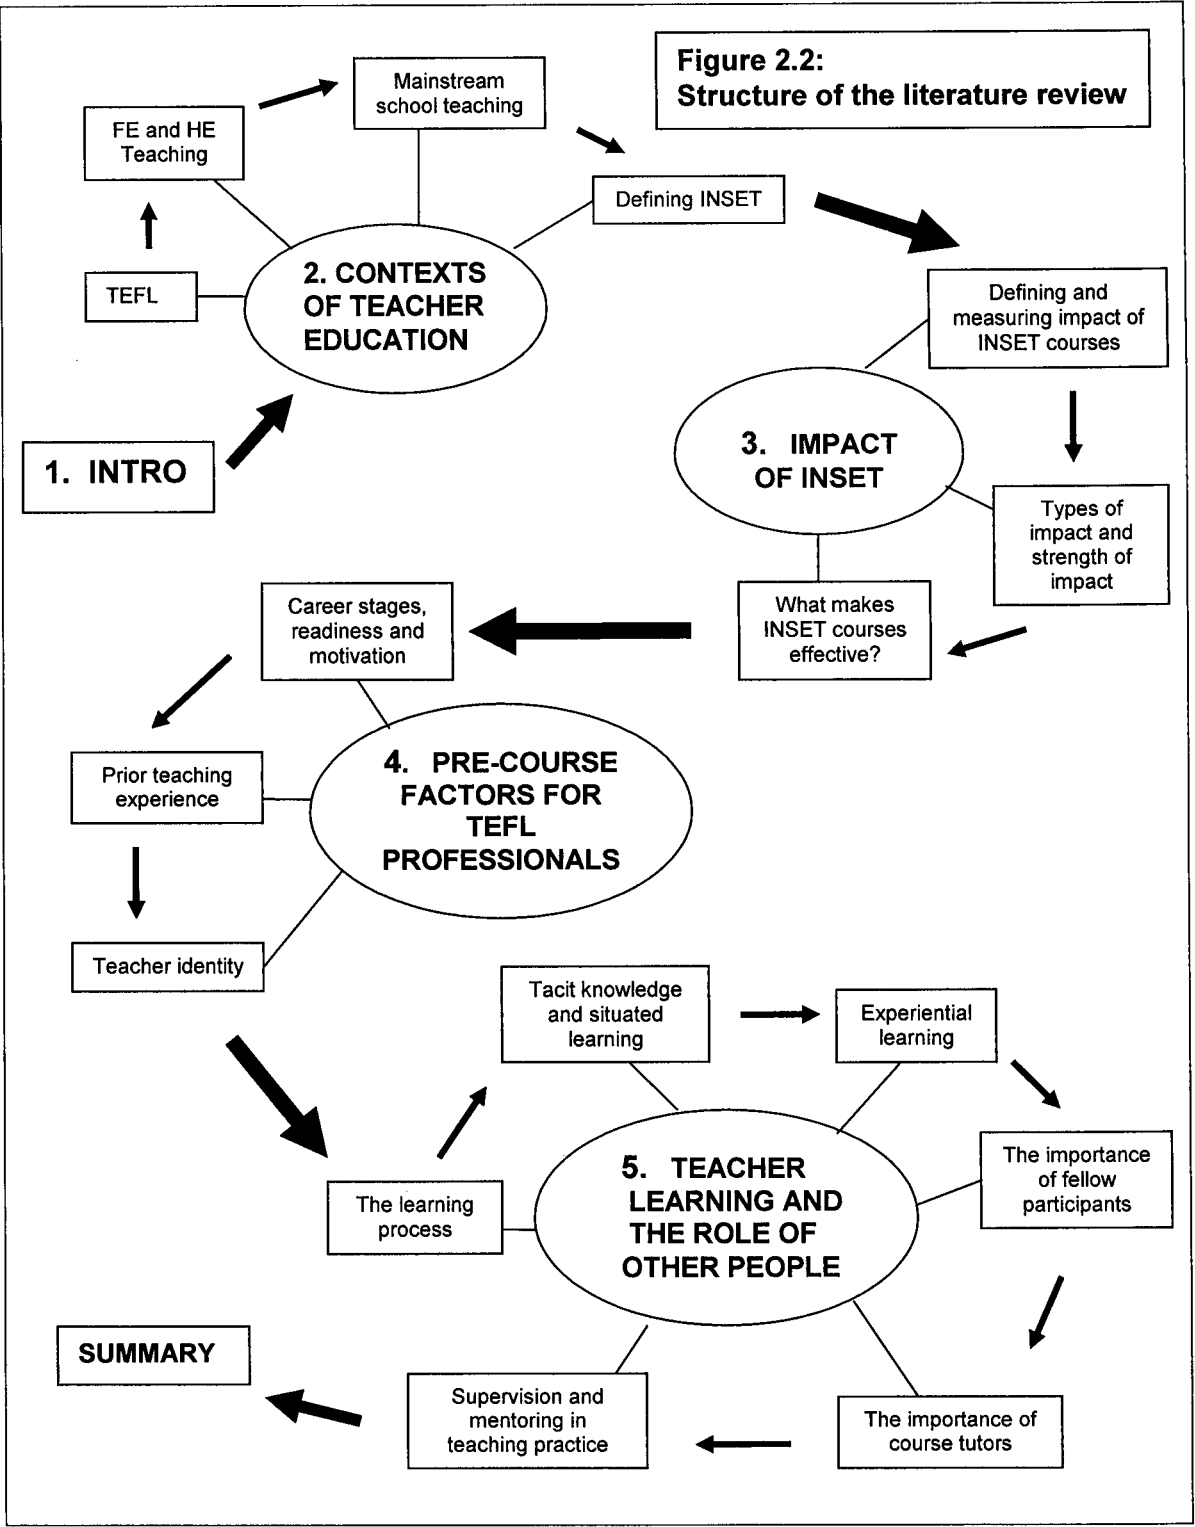 Figure 2.2:
Structure of the literature review
1. INTRO
2. CONTEXTS
OF TEACHER
EDUCATION
TEFL
FE and HE
Teaching
Mainstream
school teaching
Defining INSET
3. IMPACT
OF INSET
Defining and
measuring impact of
INSET courses
Types of
impact and
strength of
impact
What makes
INSET courses
effective?
4. PRE-COURSE
FACTORS FOR
TEFL
PROFESSIONALS
Career stages,
readiness and
motivation
Prior teaching
experience
Teacher identity
5. TEACHER
LEARNING AND
THE ROLE OF
OTHER PEOPLE
The learning
process
Tacit knowledge
and situated
learning
Experiential
learning
The importance
of fellow
participants
The importance of
course tutors
Supervision and
mentoring in
teaching practice
SUMMARY